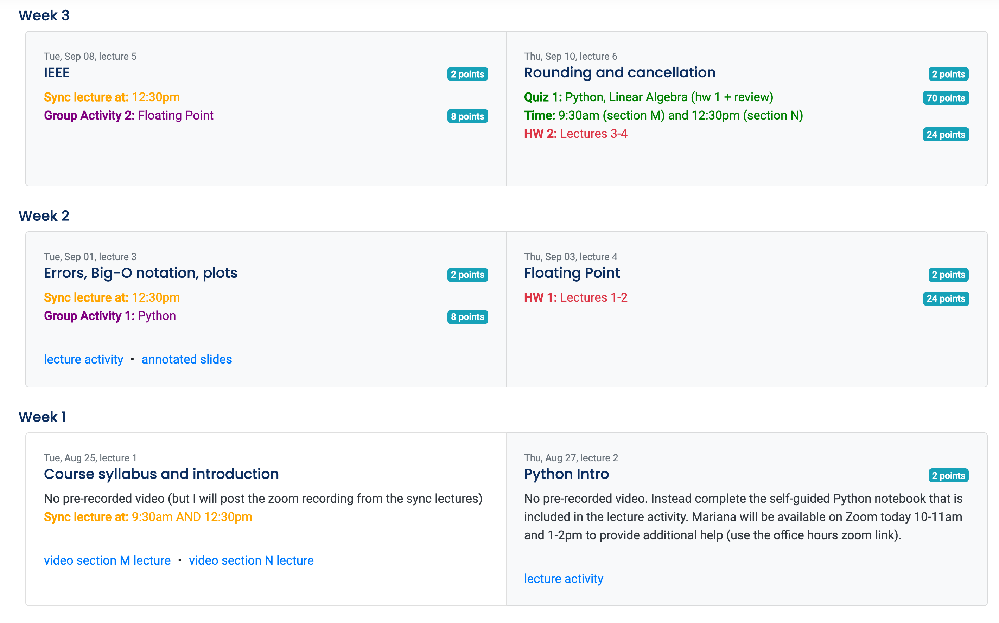 Week 3
Tue, Sep 08, lecture 5
IEEE
2 points
Sync lecture at: 12:30pm
Group Activity 2: Floating Point
8 points
Thu, Sep 10, lecture 6
Rounding and cancellation
2 points
Quiz 1: Python, Linear Algebra (hw 1 + review)
70 points
Time: 9:30am (section M) and 12:30pm (section N)
HW 2: Lectures 3-4
24 points
Week 2
Tue, Sep 01, lecture 3
Errors, Big-O notation, plots
2 points
Sync lecture at: 12:30pm
Group Activity 1: Python
8 points
lecture activity • annotated slides
Thu, Sep 03, lecture 4
Floating Point
2 points
HW 1: Lectures 1-2
24 points
Week 1
Tue, Aug 25, lecture 1
Course syllabus and introduction
No pre-recorded video (but I will post the zoom recording from the sync lectures)
Sync lecture at: 9:30am AND 12:30pm
video section M lecture • video section N lecture
Thu, Aug 27, lecture 2
Python Intro
2 points
No pre-recorded video. Instead complete the self-guided Python notebook that is
included in the lecture activity. Mariana will be available on Zoom today 10-11am
and 1-2pm to provide additional help (use the office hours zoom link).
lecture activity